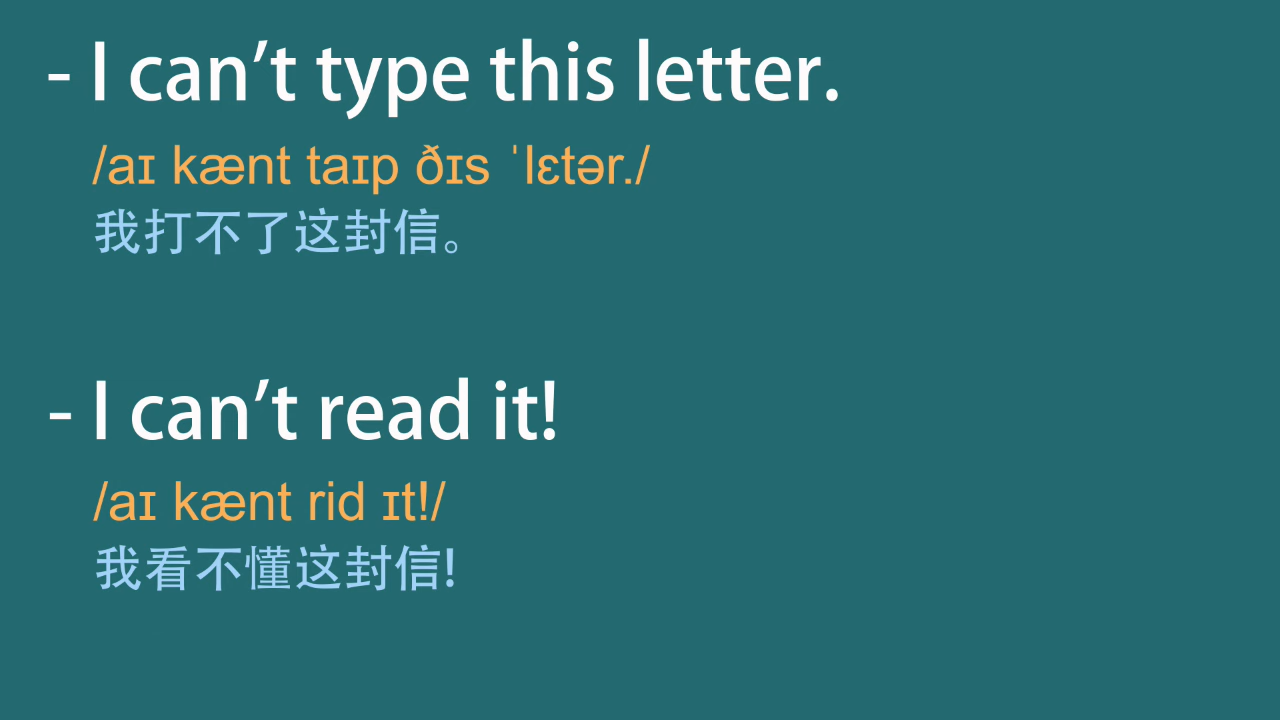 - I can’t type this letter.
/aɪ kænt taɪp ðɪs ˈlɛtər./
我打不了这封信。
- I can’t read it!
/aɪ kænt rid ɪt!/
我看不懂这封信!